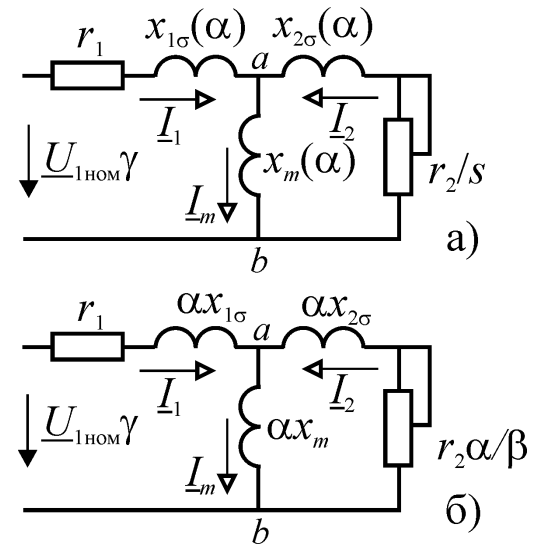 r₁ x₁σ(α) a x₂σ(α)
I₁ I₂
U₁номγ Iₘ xₘ(α) r₂/s
b а)
r₁ αx₁σ a αx₂σ
I₁ I₂
U₁номγ Iₘ αxₘ r₂α/β
b б)